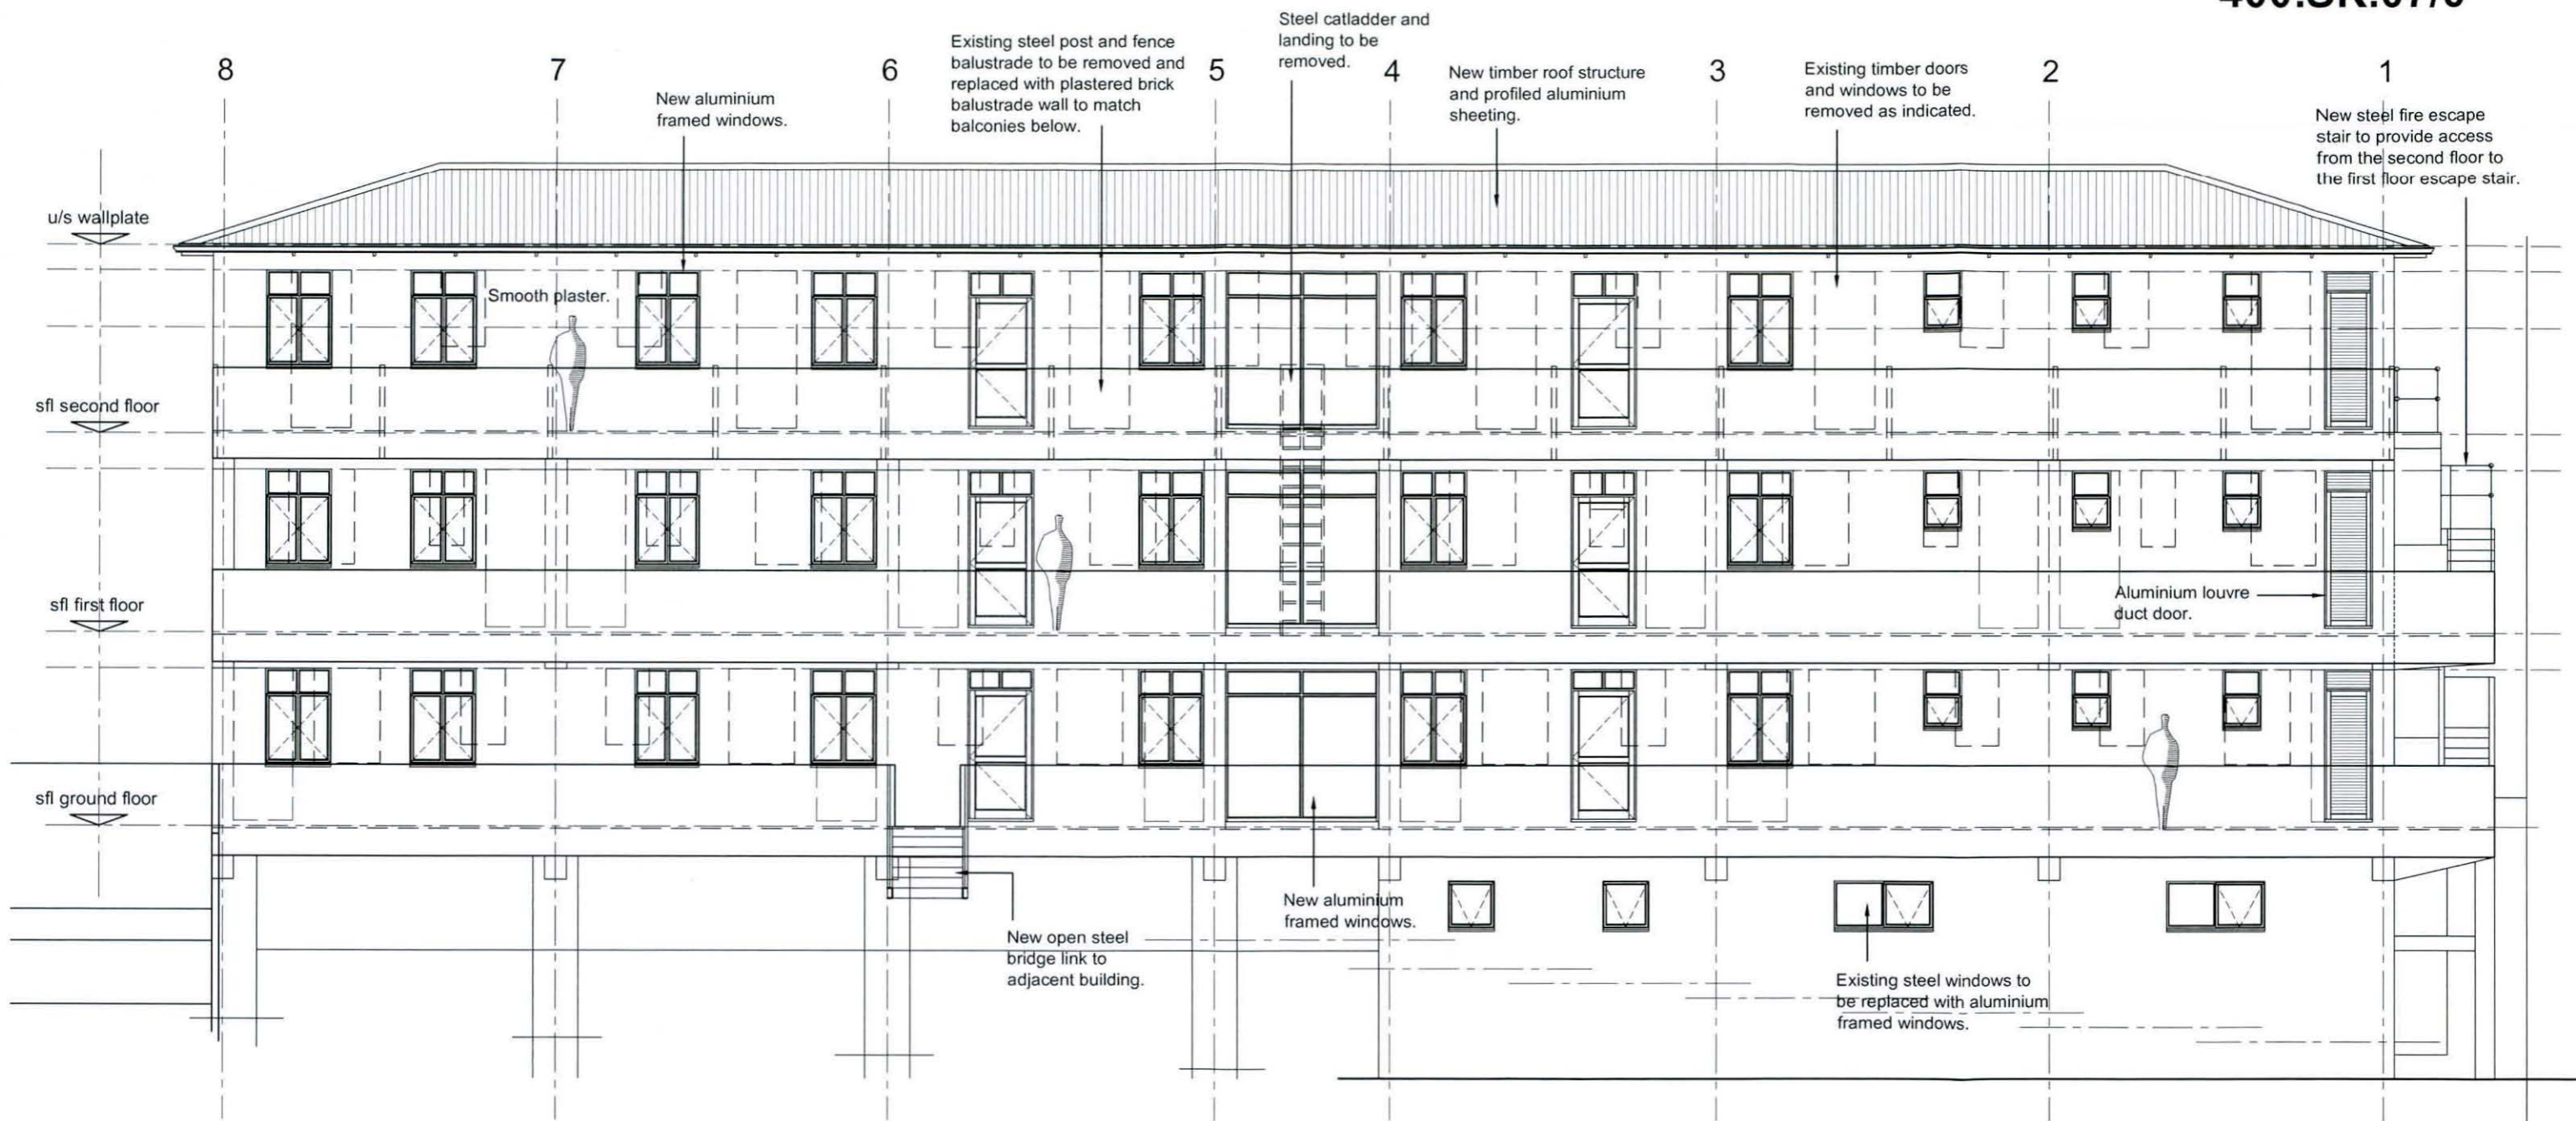 8
7
6
5
4
3
2
1
New aluminium
framed windows.
Existing steel post and fence
balustrade to be removed and
replaced with plastered brick
balustrade wall to match
balconies below.
Steel catladder and
landing to be
removed.
New timber roof structure
and profiled aluminium
sheeting.
Existing timber doors
and windows to be
removed as indicated.
New steel fire escape
stair to provide access
from the second floor to
the first floor escape stair.
u/s wallplate
Smooth plaster.
sfl second floor
sfl first floor
Aluminium louvre
duct door.
sfl ground floor
New aluminium
framed windows.
New open steel
bridge link to
adjacent building.
Existing steel windows to
be replaced with aluminium
framed windows.